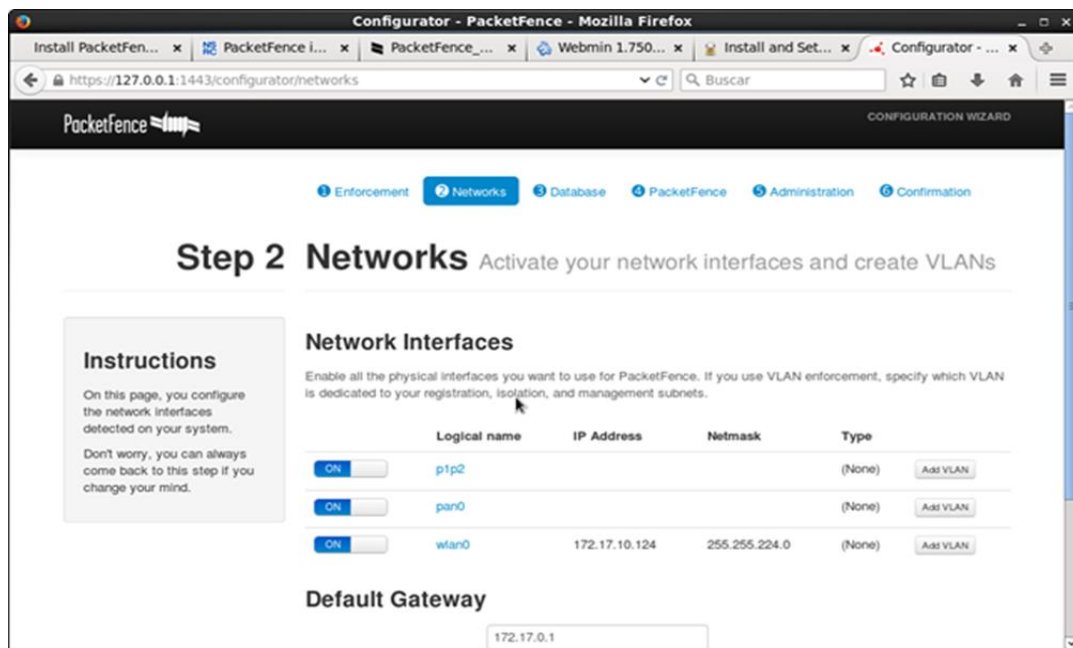 Configurator - PacketFence - Mozilla Firefox
Install PacketFen... PacketFence i... PacketFence_... Webmin 1.750... Install and Set... Configurator - ...
https://127.0.0.1:1443/configurator/networks Buscar
PacketFence CONFIGURATION WIZARD
1 Enforcement 2 Networks 3 Database 4 PacketFence 5 Administration 6 Confirmation
Step 2 Networks Activate your network interfaces and create VLANs
Instructions
On this page, you configure
the network interfaces
detected on your system.
Don't worry, you can always
come back to this step if you
change your mind.
Network Interfaces
Enable all the physical interfaces you want to use for PacketFence. If you use VLAN enforcement, specify which VLAN
is dedicated to your registration, isolation, and management subnets.
Logical name IP Address Netmask Type
ON p1p2 (None) Add VLAN
ON pan0 (None) Add VLAN
ON wlan0 172.17.10.124 255.255.224.0 (None) Add VLAN
Default Gateway
172.17.0.1